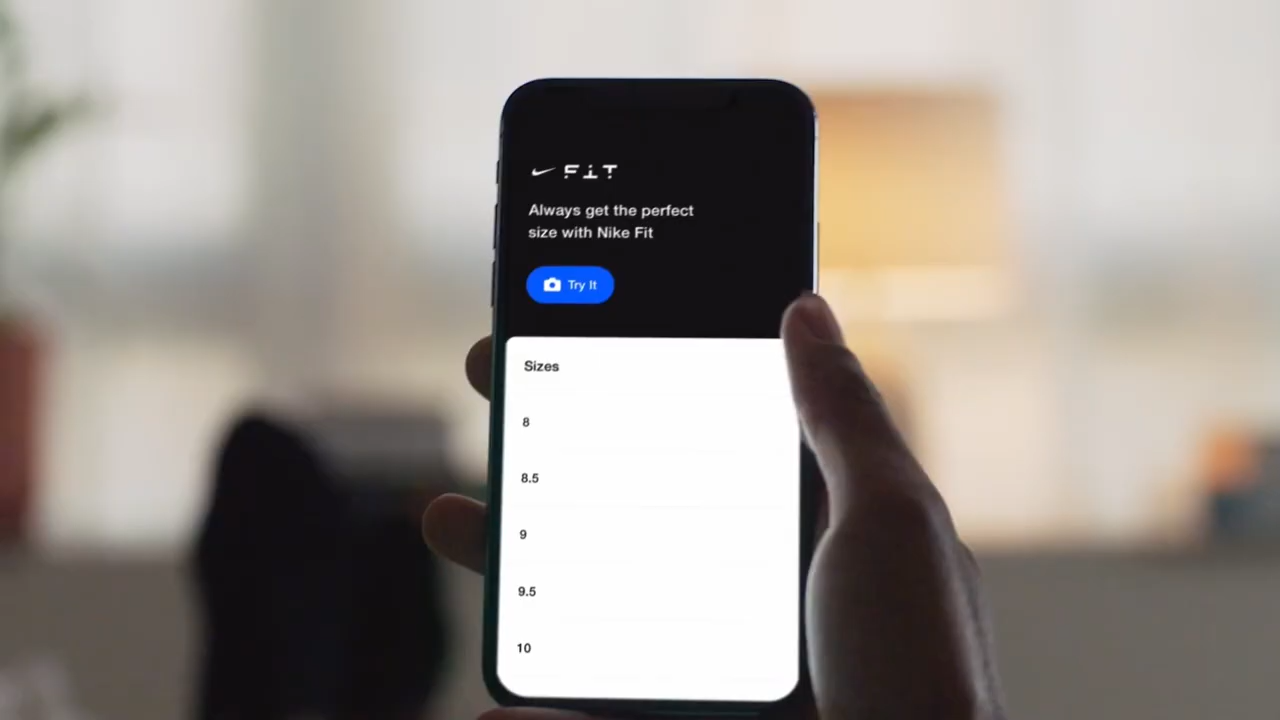 FIT
Always get the perfect
size with Nike Fit
Try It
Sizes
8
8.5
9
9.5
10